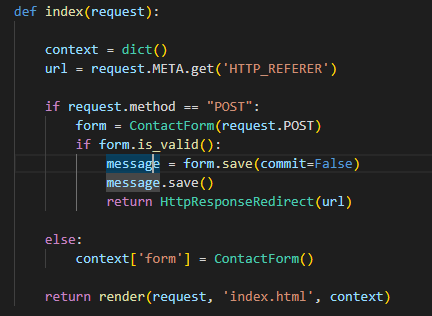 def index(request):
context = dict()
url = request.META.get('HTTP_REFERER')
if request.method == "POST":
form = ContactForm(request.POST)
if form.is_valid():
message = form.save(commit=False)
message.save()
return HttpResponseRedirect(url)
else:
context['form'] = ContactForm()
return render(request, 'index.html', context)